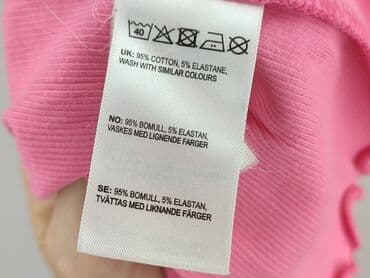 40
UK: 95% COTTON, 5% ELASTANE,
WASH WITH SIMILAR COLOURS
NO: 95% BOMULL, 5% ELASTAN,
VASKES MED LIGNENDE FARGER
SE: 95% BOMULL, 5% ELASTAN,
TVÄTTAS MED LIKNANDE FÄRGER